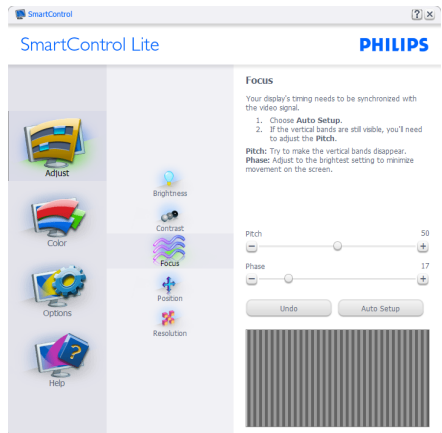 SmartControl
SmartControl Lite
PHILIPS
Adjust
Color
Options
Help
Brightness
Contrast
Focus
Position
Resolution
Focus
Your display's timing needs to be synchronized with
the video signal.
1. Choose Auto Setup.
2. If the vertical bands are still visible, you'll need
to adjust the Pitch.
Pitch: Try to make the vertical bands disappear.
Phase: Adjust to the brightest setting to minimize
movement on the screen.
Pitch 50
Phase 17
Undo Auto Setup